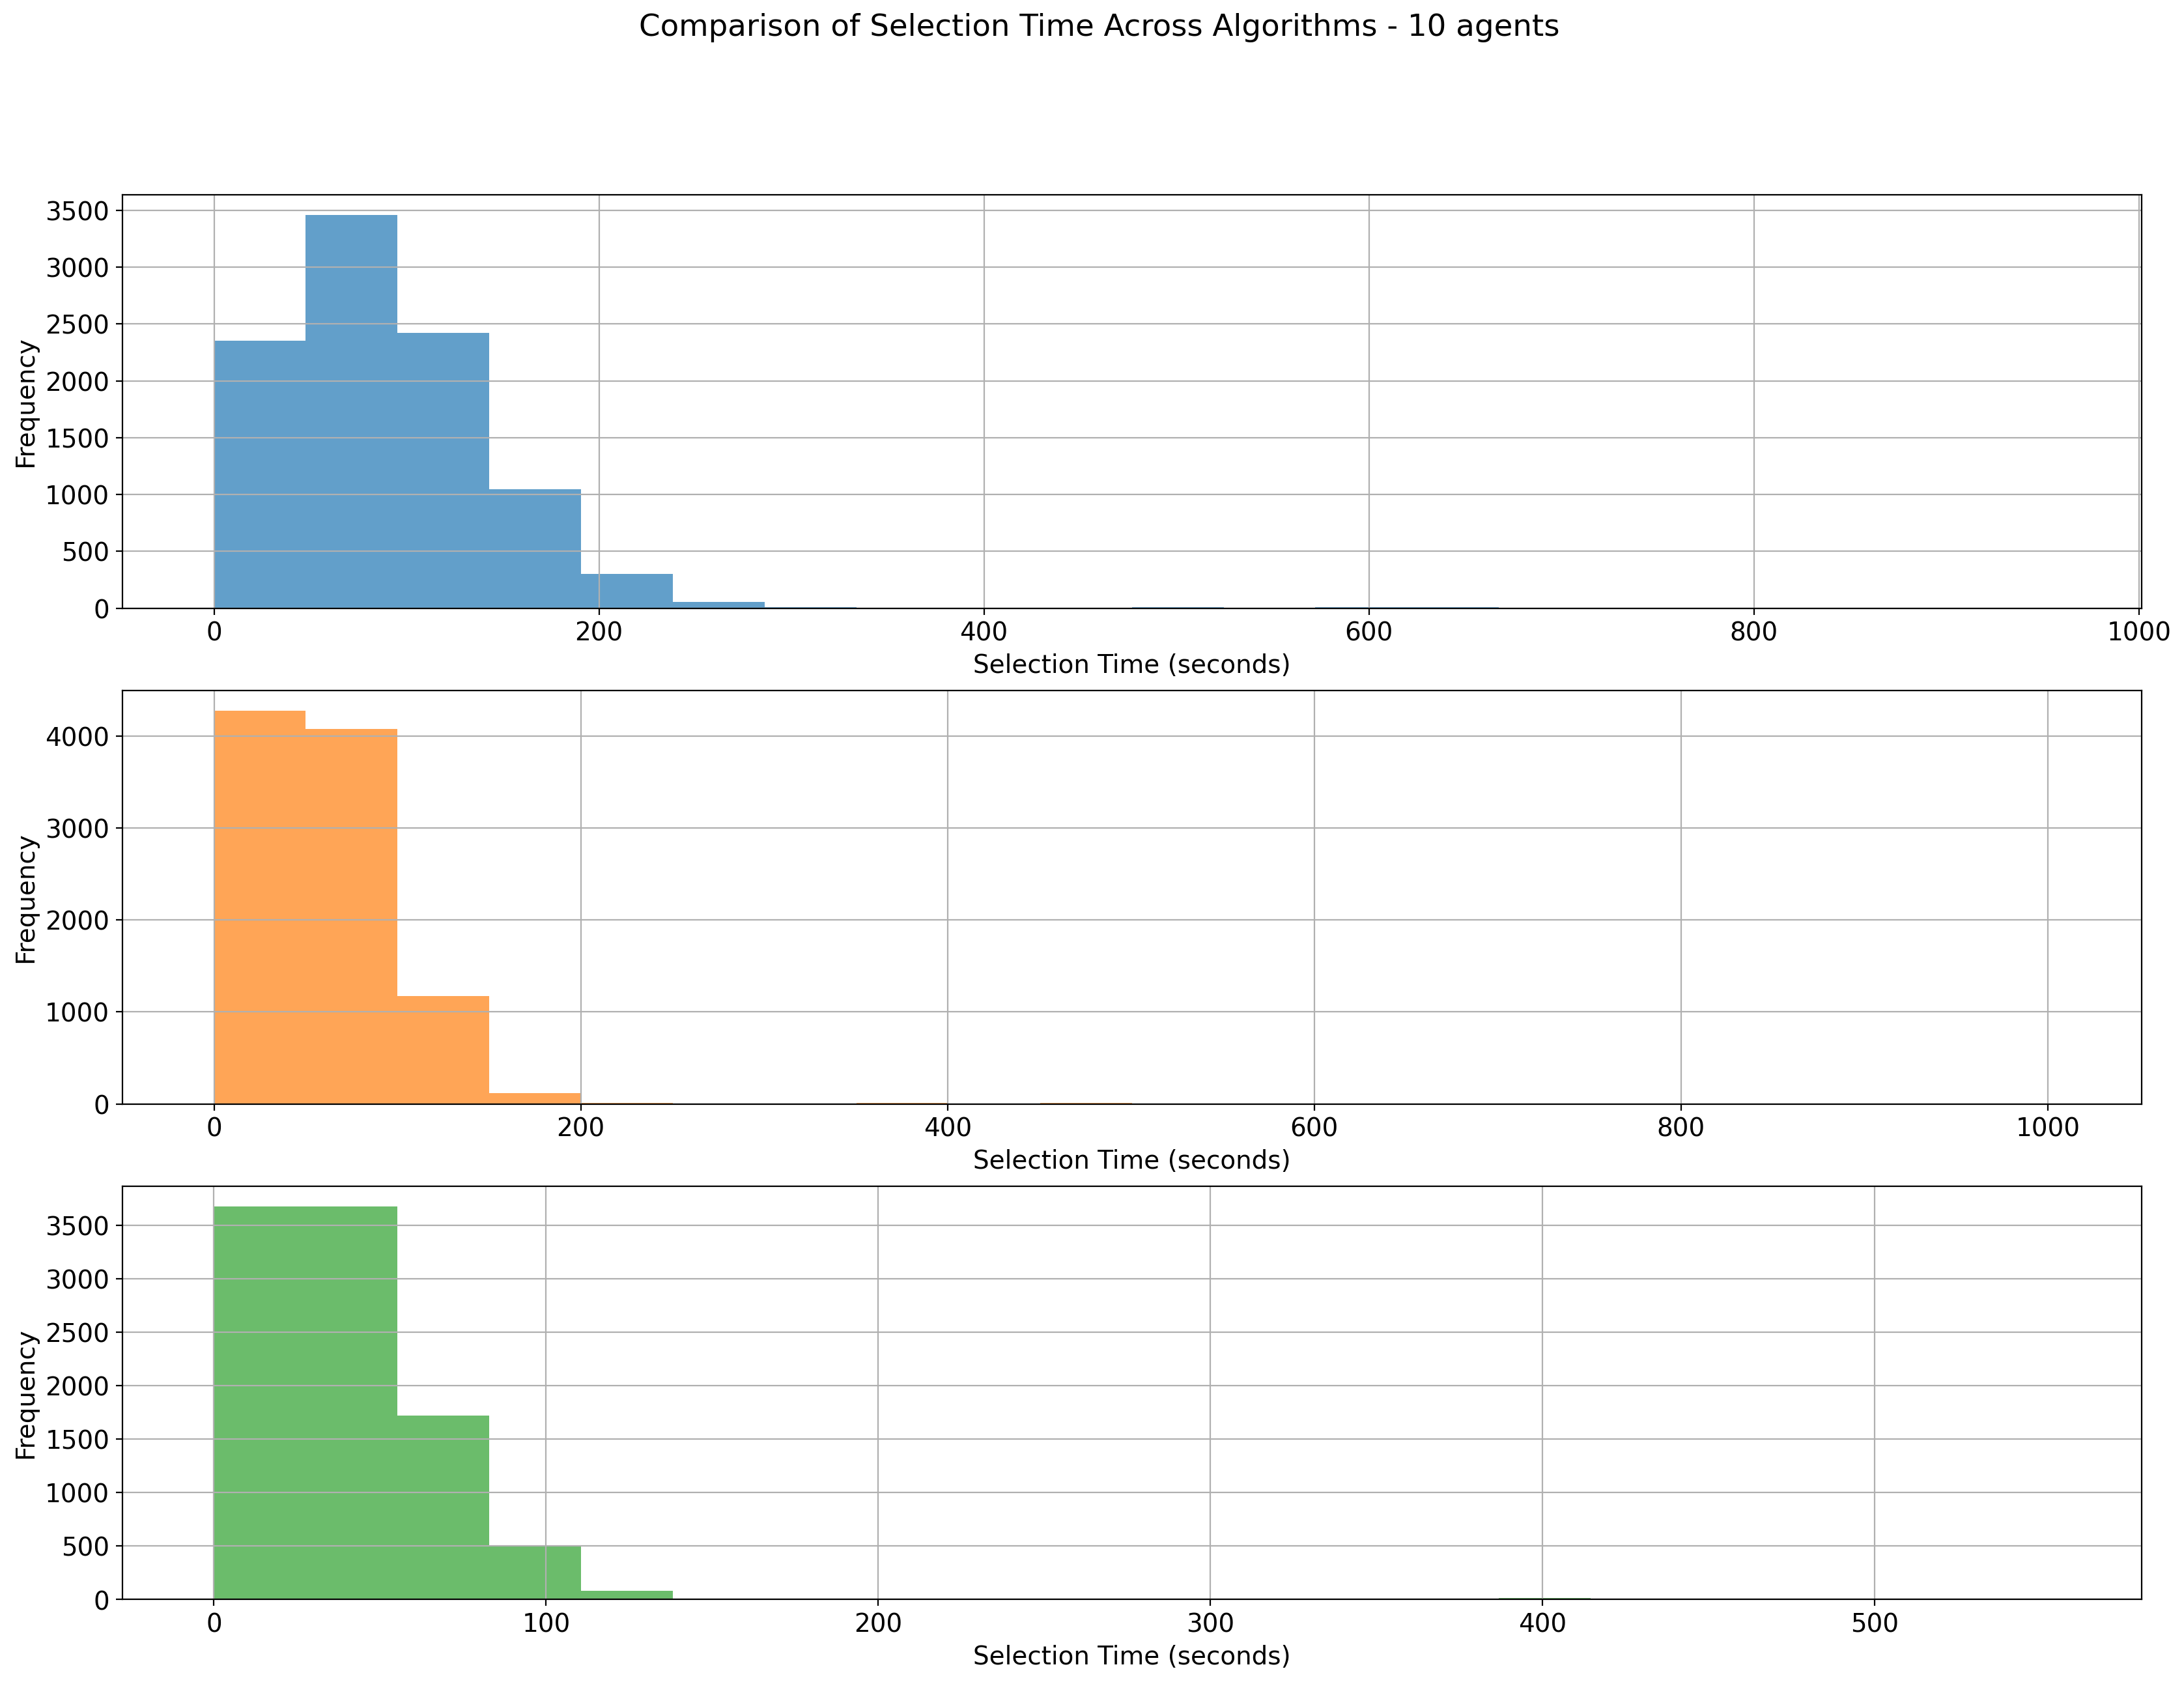 Comparison of Selection Time Across Algorithms - 10 agents
3500
3000
2500
2000
1500
1000
500
0
Frequency
0 200 400 600 800 1000
Selection Time (seconds)
4000
3000
2000
1000
0
Frequency
0 200 400 600 800 1000
Selection Time (seconds)
3500
3000
2500
2000
1500
1000
500
0
Frequency
0 100 200 300 400 500
Selection Time (seconds)